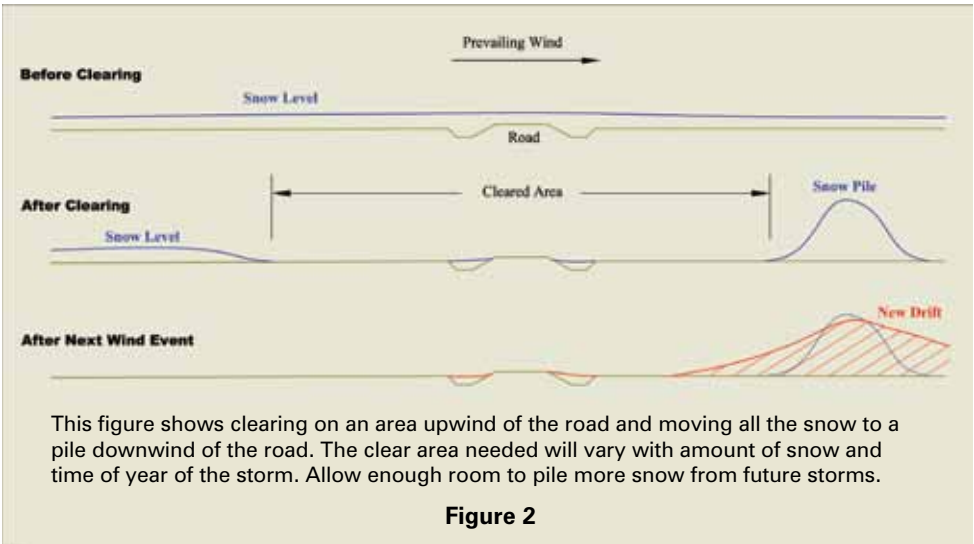 Prevailing Wind
Before Clearing
Snow Level
Road
Cleared Area
Snow Pile
After Clearing
Snow Level
New Drift
After Next Wind Event
This figure shows clearing on an area upwind of the road and moving all the snow to a
pile downwind of the road. The clear area needed will vary with amount of snow and
time of year of the storm. Allow enough room to pile more snow from future storms.
Figure 2